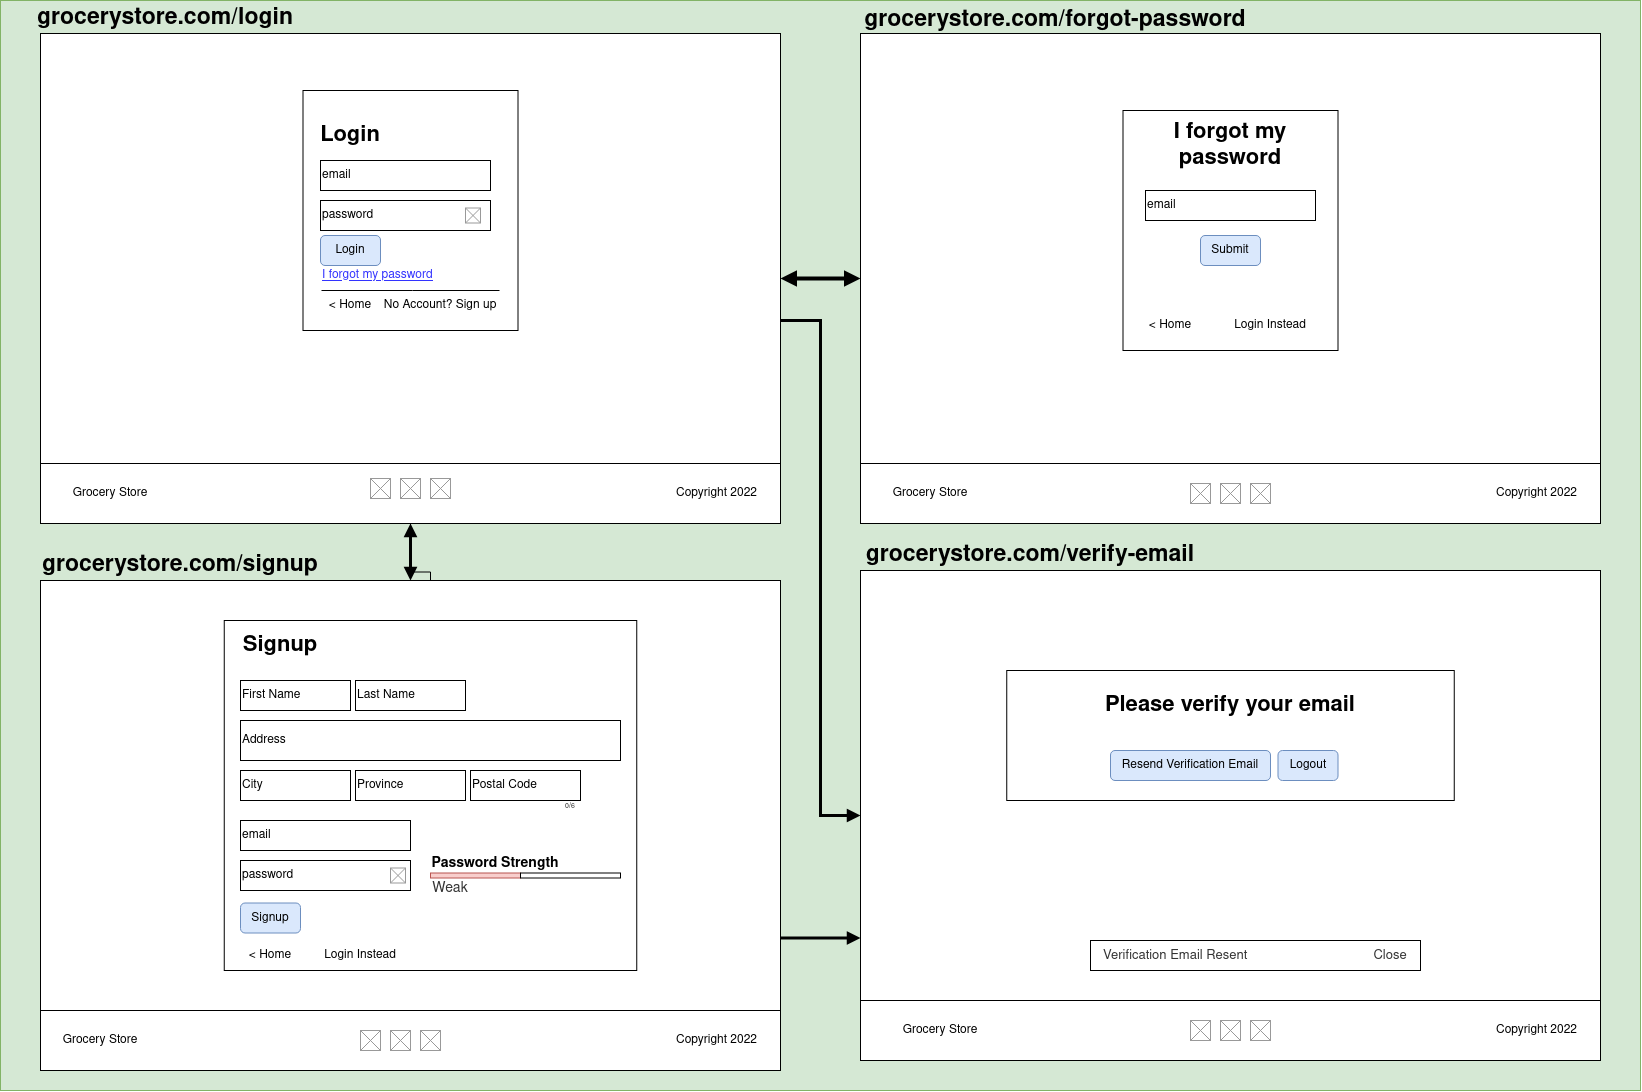 grocerystore.com/login
Login
email
password
Login
I forgot my password
< Home No Account? Sign up
Grocery Store
Copyright 2022
grocerystore.com/forgot-password
I forgot my
password
email
Submit
< Home Login Instead
Grocery Store
Copyright 2022
grocerystore.com/signup
Signup
First Name Last Name
Address
City Province Postal Code
0/6
email
password
Password Strength
Weak
Signup
< Home Login Instead
Grocery Store
Copyright 2022
grocerystore.com/verify-email
Please verify your email
Resend Verification Email Logout
Verification Email Resent Close
Grocery Store
Copyright 2022